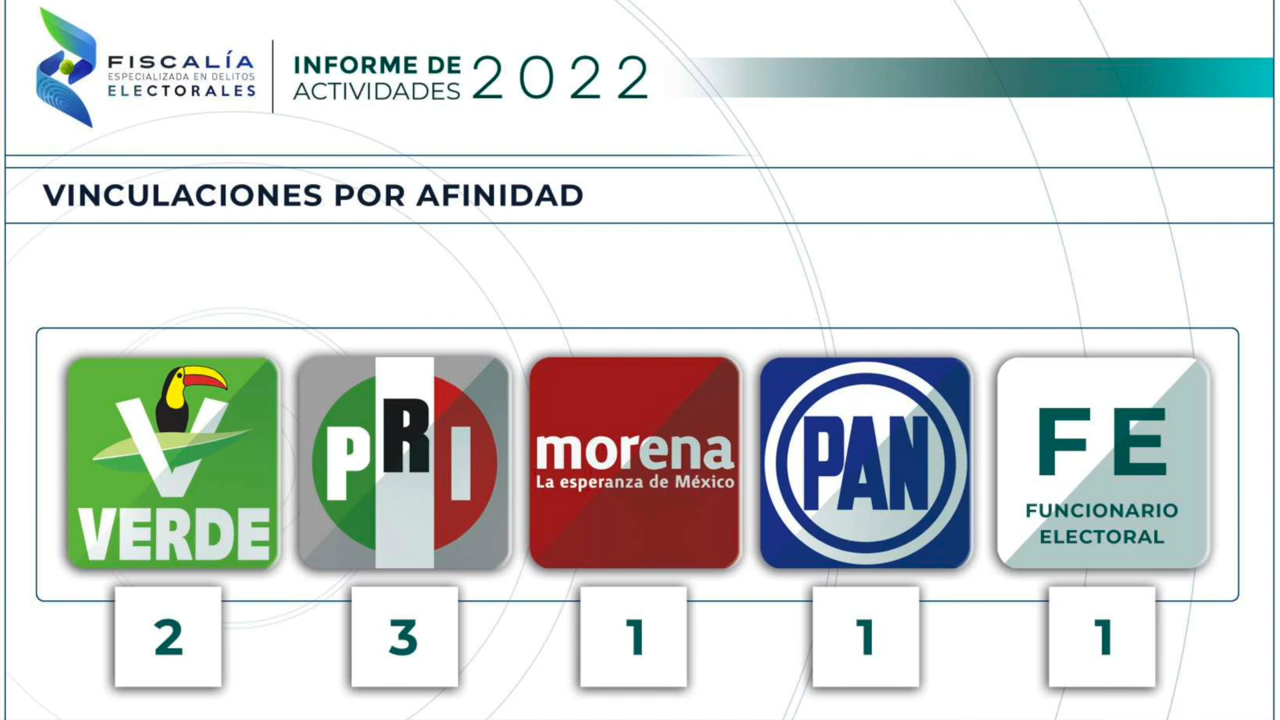 FISCALÍA
ESPECIALIZADA EN DELITOS
ELECTORALES
INFORME DE
ACTIVIDADES
2022
VINCULACIONES POR AFINIDAD
V
VERDE
PRI
morena
La esperanza de México
PAN
FE
FUNCIONARIO
ELECTORAL
2
3
1
1
1